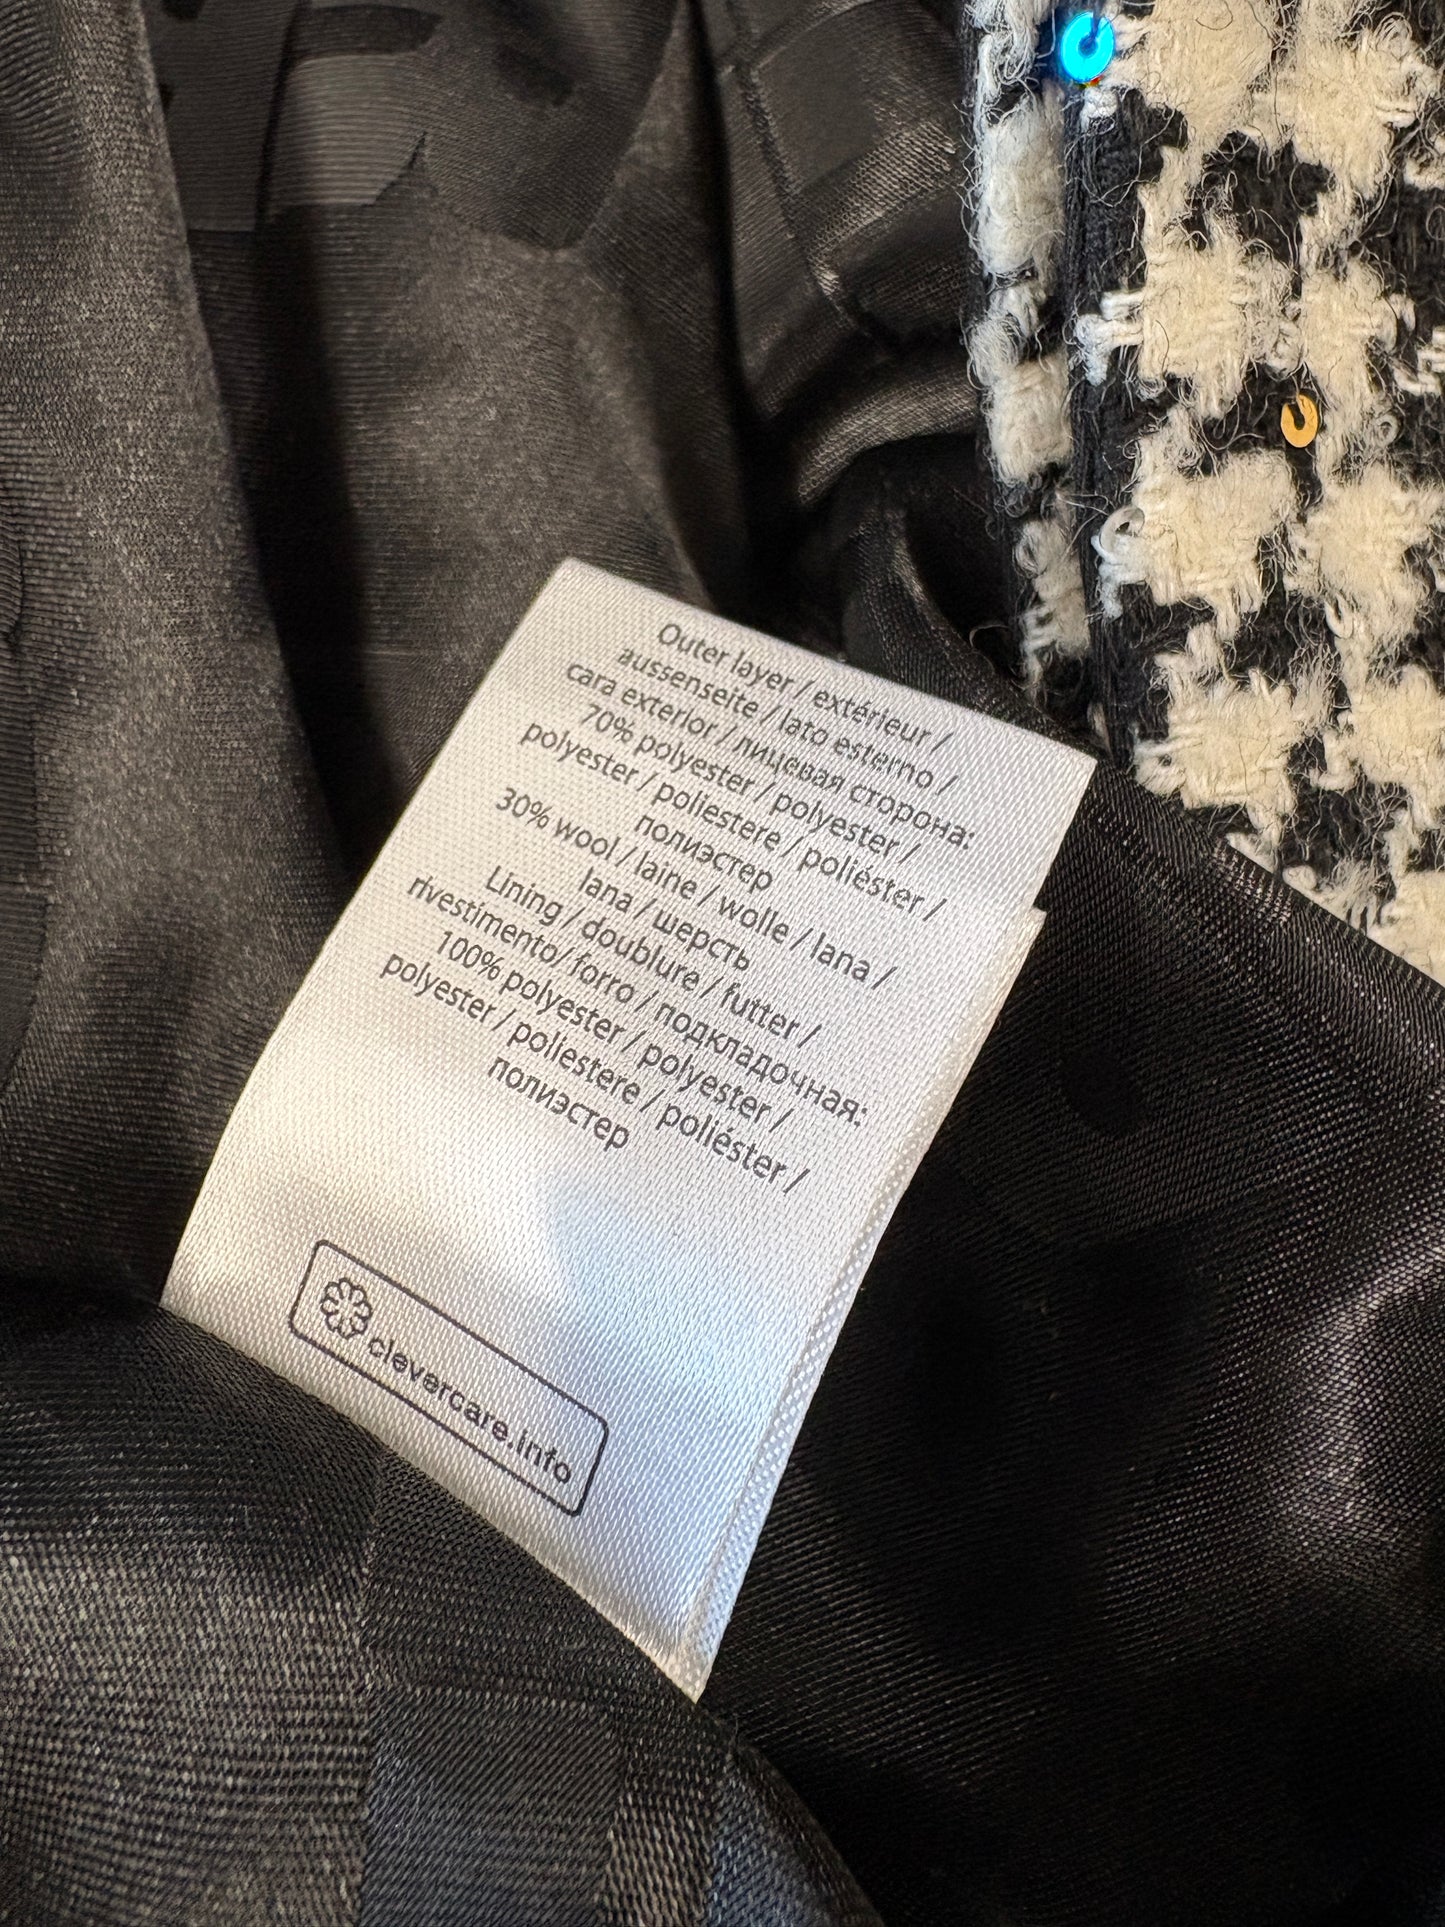 Outer layer / extérieur /
aussenseite / lato esterno /
cara exterior / лицевая сторона:
70% polyester / polyester /
polyester / poliestere / poliéster /
полиэстер
30% wool / laine / wolle / lana /
lana / шерсть
Lining / doublure / futter /
rivestimento/ forro / подкладочная:
100% polyester / polyester /
polyester / poliestere / poliéster /
полиэстер
clevercare.info